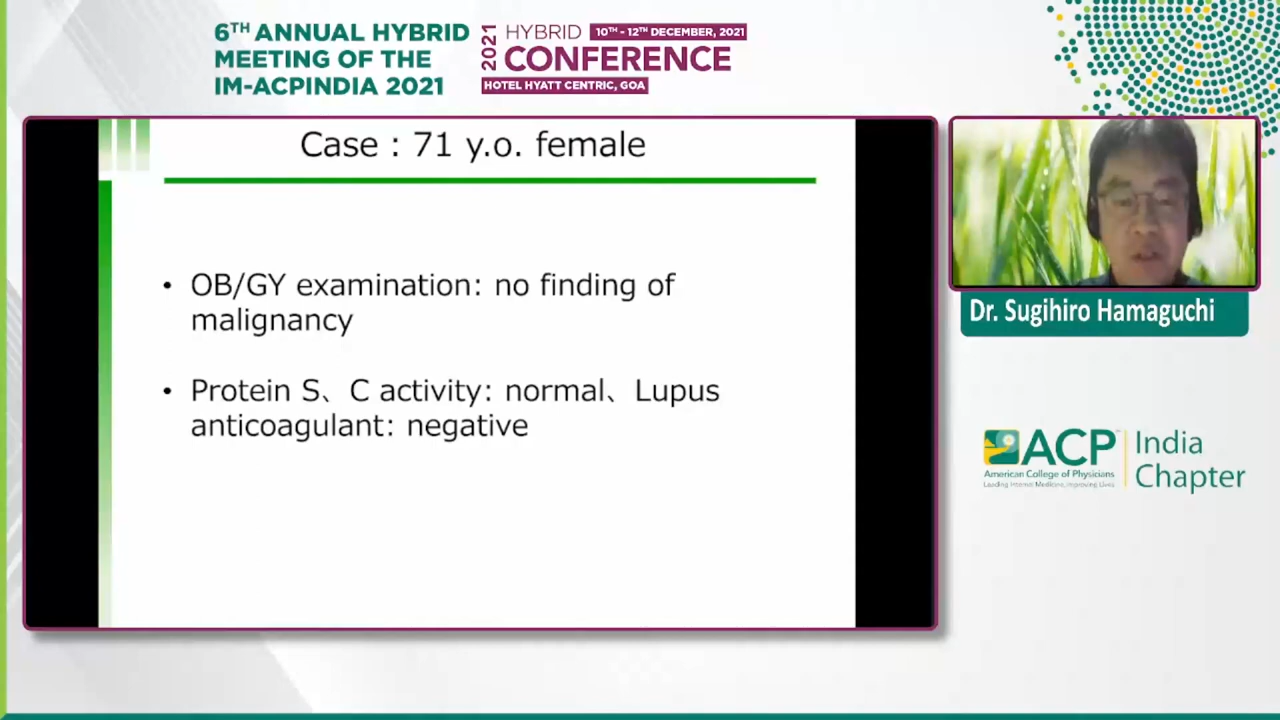 6TH ANNUAL HYBRID
MEETING OF THE
IM-ACPINDIA 2021
2021
HYBRID 10TH - 12TH DECEMBER, 2021
CONFERENCE
HOTEL HYATT CENTRIC, GOA
Case : 71 y.o. female
• OB/GY examination: no finding of
malignancy
• Protein S、C activity: normal、Lupus
anticoagulant: negative
Dr. Sugihiro Hamaguchi
ACP
American College of Physicians
Leading Internal Medicine, Improving Lives
India
Chapter